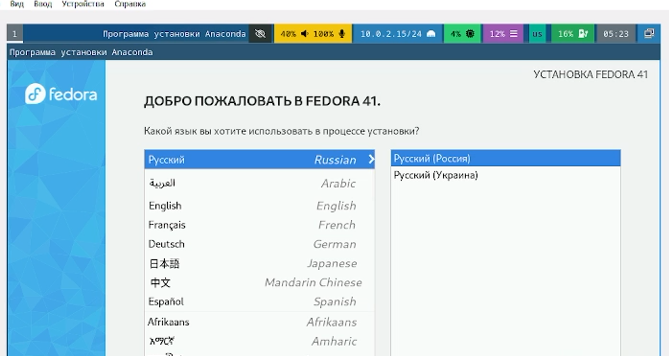 Вид Ввод Устройства Справка
1 Программа установки Anaconda 40% 100% 10.0.2.15/24 4% 12% us 16% 05:23
Программа установки Anaconda
fedora
УСТАНОВКА FEDORA 41
ДОБРО ПОЖАЛОВАТЬ В FEDORA 41.
Какой язык вы хотите использовать в процессе установки?
Русский Russian Русский (Россия)
العربية Arabic Русский (Украина)
English English
Français French
Deutsch German
日本語 Japanese
中文 Mandarin Chinese
Español Spanish
Afrikaans Afrikaans
አማርኛ Amharic